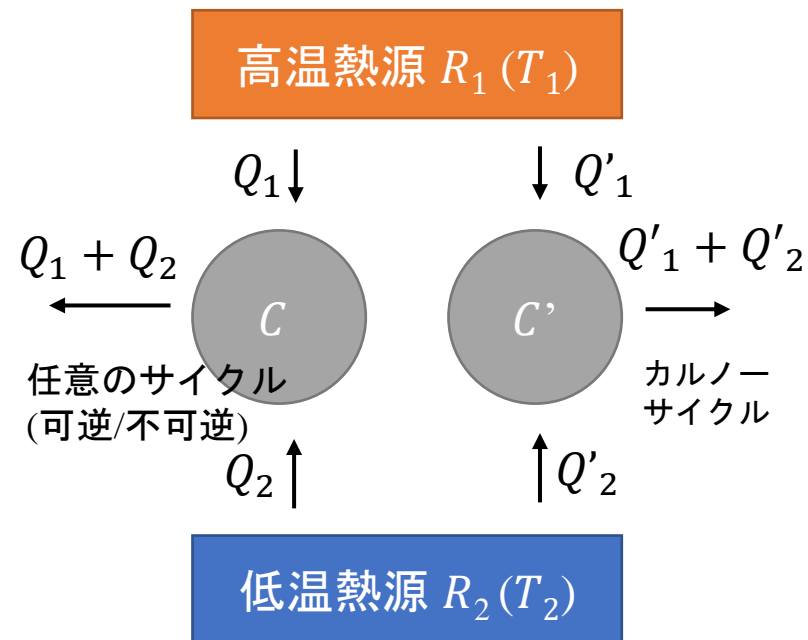 高温熱源 R₁ (T₁)
Q₁
Q’₁
Q₁ + Q₂
Q′₁ + Q′₂
C
C’
任意のサイクル
(可逆/不可逆)
カルノー
サイクル
Q₂
Q’₂
低温熱源 R₂ (T₂)